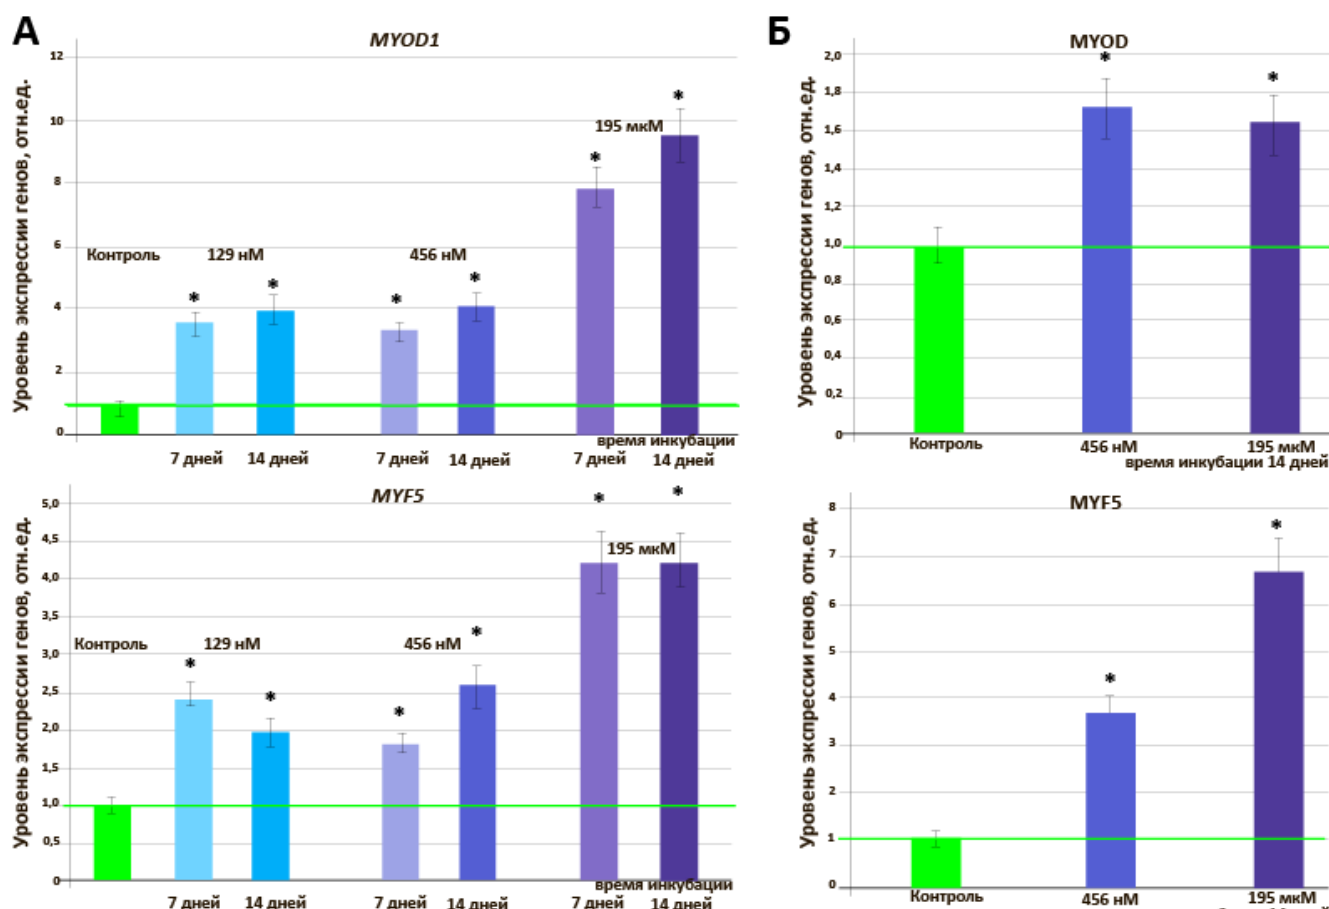 А
MYOD1
Уровень экспрессии генов, отн.ед.
12
10
8
6
4
2
0
Контроль
129 нМ
456 нМ
195 мкМ
* * * * * *
время инкубации
7 дней 14 дней 7 дней 14 дней 7 дней 14 дней
MYF5
Уровень экспрессии генов, отн.ед.
5,0
4,5
4,0
3,5
3,0
2,5
2,0
1,5
1,0
0,5
0
Контроль
129 нМ
456 нМ
195 мкМ
* * * * * *
время инкубации
7 дней 14 дней 7 дней 14 дней 7 дней 14 дней
Б
MYOD
Уровень экспрессии генов, отн.ед.
2,0
1,8
1,6
1,4
1,2
1,0
0,8
0,6
0,4
0,2
0
* *
Контроль 456 нМ 195 мкМ
время инкубации 14 дней
MYF5
Уровень экспрессии генов, отн.ед.
8
7
6
5
4
3
2
1
0
* *
Контроль 456 нМ 195 мкМ